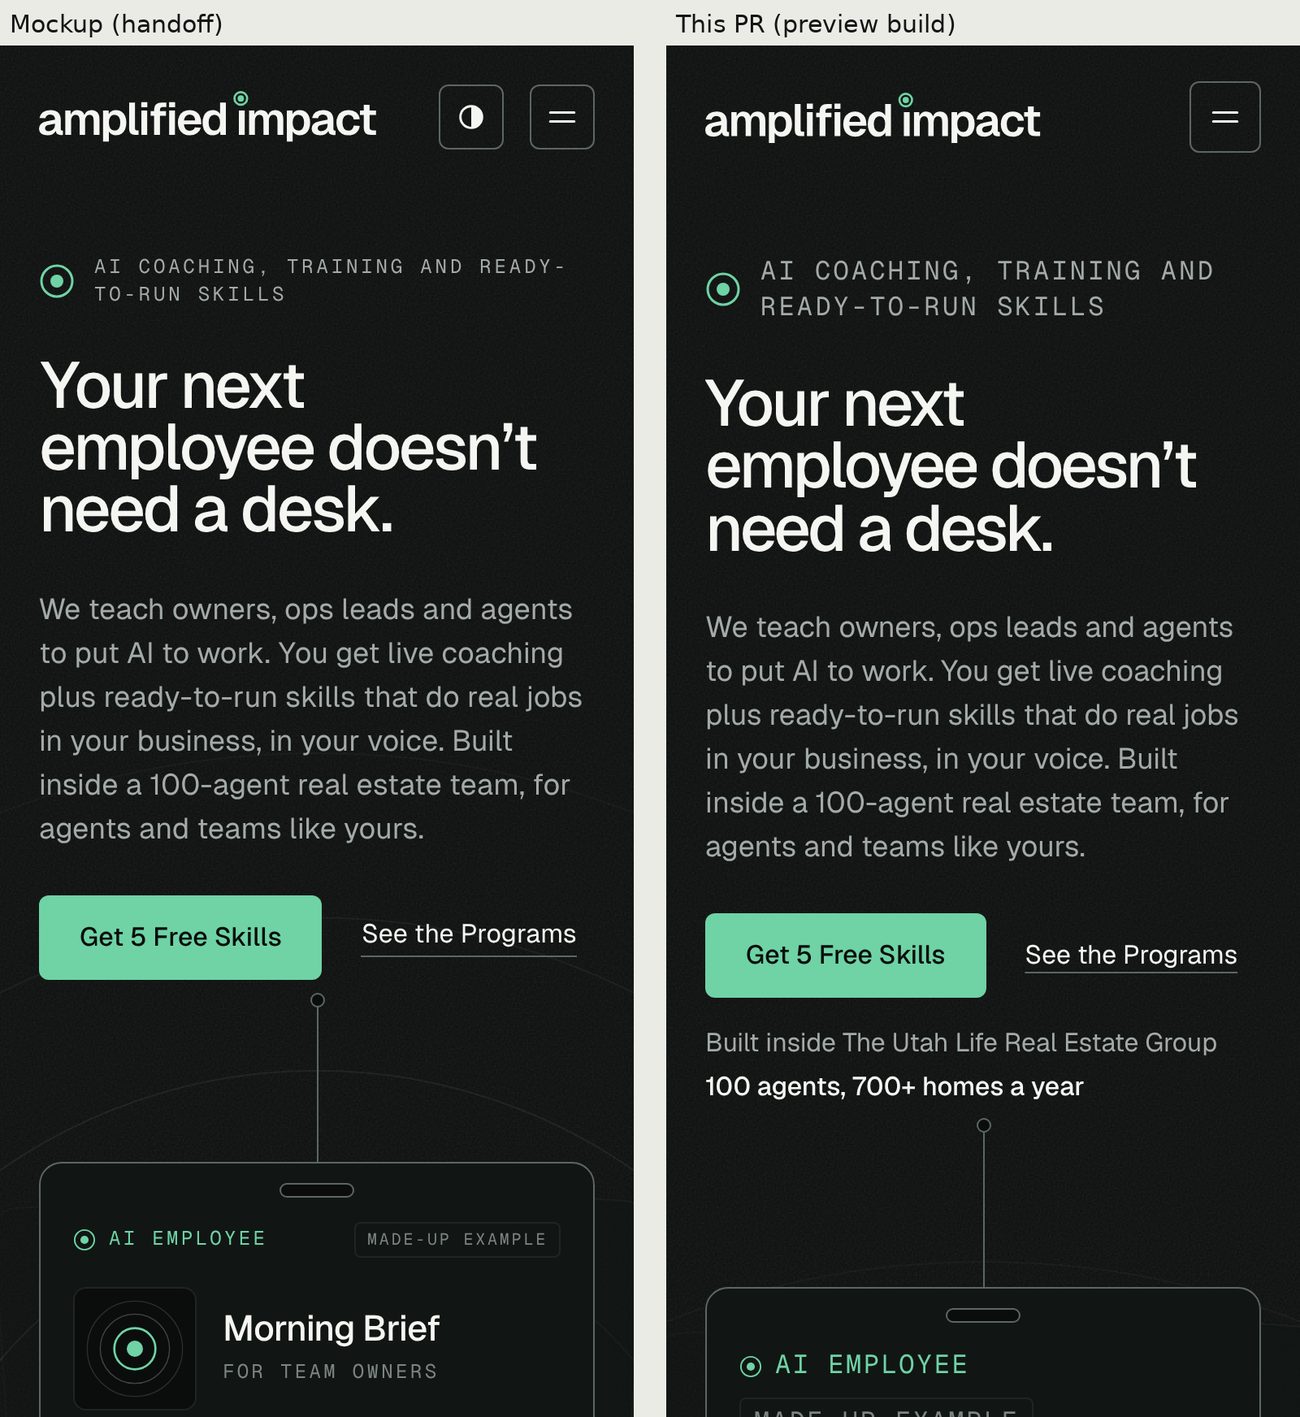 Mockup (handoff)
amplified impact
AI COACHING, TRAINING AND READY-
TO-RUN SKILLS
Your next
employee doesn’t
need a desk.
We teach owners, ops leads and agents
to put AI to work. You get live coaching
plus ready-to-run skills that do real jobs
in your business, in your voice. Built
inside a 100-agent real estate team, for
agents and teams like yours.
Get 5 Free Skills
See the Programs
AI EMPLOYEE
MADE-UP EXAMPLE
Morning Brief
FOR TEAM OWNERS
This PR (preview build)
amplified impact
AI COACHING, TRAINING AND
READY-TO-RUN SKILLS
Your next
employee doesn’t
need a desk.
We teach owners, ops leads and agents
to put AI to work. You get live coaching
plus ready-to-run skills that do real jobs
in your business, in your voice. Built
inside a 100-agent real estate team, for
agents and teams like yours.
Get 5 Free Skills
See the Programs
Built inside The Utah Life Real Estate Group
100 agents, 700+ homes a year
AI EMPLOYEE
MADE-UP EXAMPLE